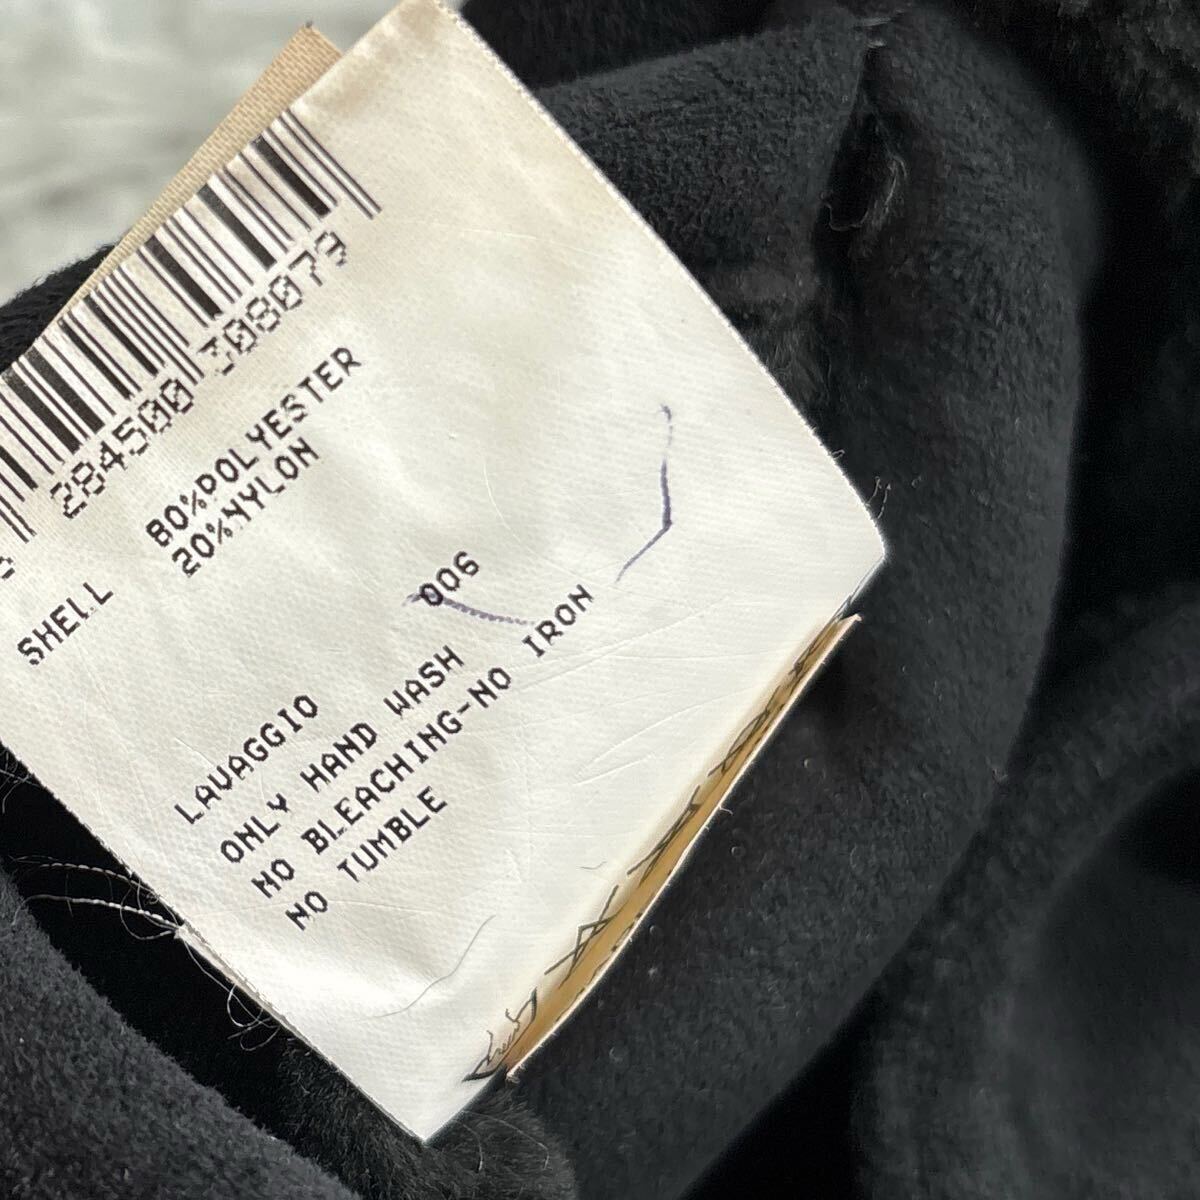 284500 308079
SHELL 80%POLYESTER
20%NYLON
006
LAVAGGIO
ONLY HAND WASH
NO BLEACHING-NO IRON
NO TUMBLE